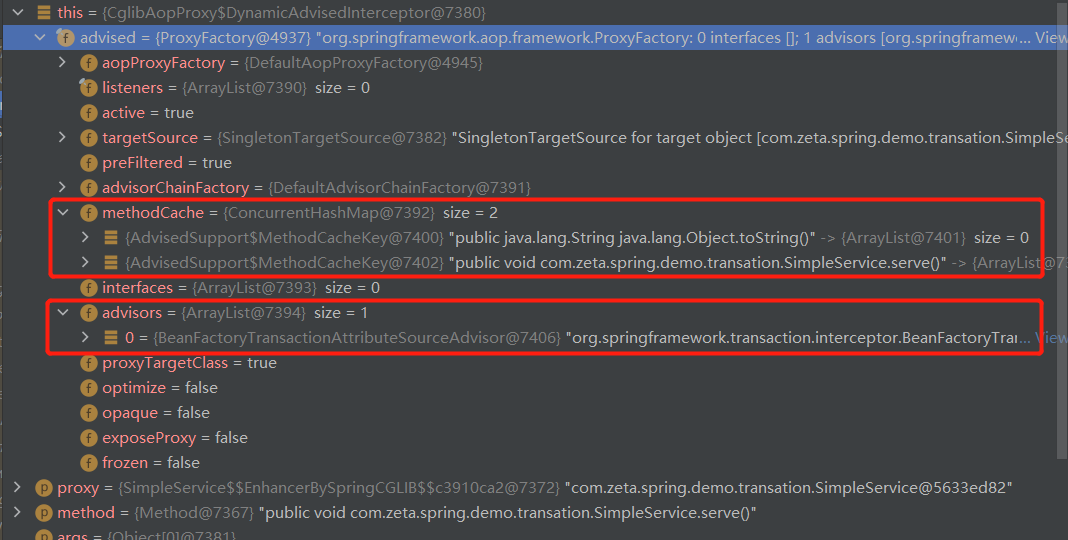 this = {CglibAopProxy$DynamicAdvisedInterceptor@7380}
f advised = {ProxyFactory@4937} "org.springframework.aop.framework.ProxyFactory: 0 interfaces []; 1 advisors [org.springframew... View
f aopProxyFactory = {DefaultAopProxyFactory@4945}
f listeners = {ArrayList@7390} size = 0
f active = true
f targetSource = {SingletonTargetSource@7382} "SingletonTargetSource for target object [com.zeta.spring.demo.transation.SimpleSe
f preFiltered = true
f advisorChainFactory = {DefaultAdvisorChainFactory@7391}
f methodCache = {ConcurrentHashMap@7392} size = 2
{AdvisedSupport$MethodCacheKey@7400} "public java.lang.String java.lang.Object.toString()" -> {ArrayList@7401} size = 0
{AdvisedSupport$MethodCacheKey@7402} "public void com.zeta.spring.demo.transation.SimpleService.serve()" -> {ArrayList@73
f interfaces = {ArrayList@7393} size = 0
f advisors = {ArrayList@7394} size = 1
0 = {BeanFactoryTransactionAttributeSourceAdvisor@7406} "org.springframework.transaction.interceptor.BeanFactoryTran... View
f proxyTargetClass = true
f optimize = false
f opaque = false
f exposeProxy = false
f frozen = false
p proxy = {SimpleService$$EnhancerBySpringCGLIB$$c3910ca2@7372} "com.zeta.spring.demo.transation.SimpleService@5633ed82"
p method = {Method@7367} "public void com.zeta.spring.demo.transation.SimpleService.serve()"
p args = {Object[0]@7381}